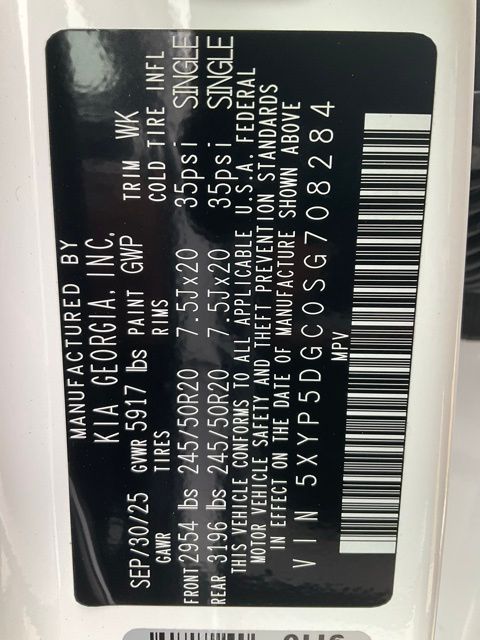 MANUFACTURED BY
KIA GEORGIA, INC.
SEP/30/25 GVWR 5917 lbs PAINT GWP TRIM WK
GAWR TIRES RIMS COLD TIRE INFL
FRONT 2954 lbs 245/50R20 7.5Jx20 35psi SINGLE
REAR 3196 lbs 245/50R20 7.5Jx20 35psi SINGLE
THIS VEHICLE CONFORMS TO ALL APPLICABLE U.S.A. FEDERAL
MOTOR VEHICLE SAFETY AND THEFT PREVENTION STANDARDS
IN EFFECT ON THE DATE OF MANUFACTURE SHOWN ABOVE
VIN 5XYP5DGC0SG708284
MPV